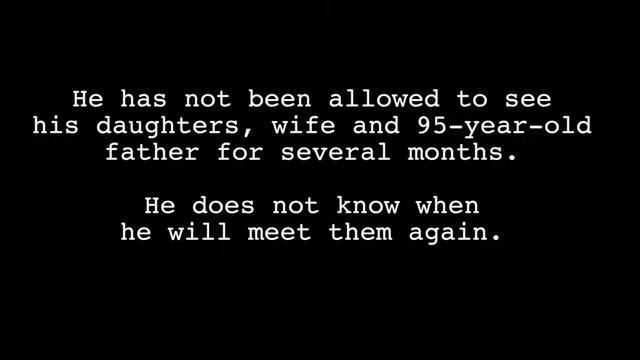 He has not been allowed to see
his daughters, wife and 95-year-old
father for several months.
He does not know when
he will meet them again.